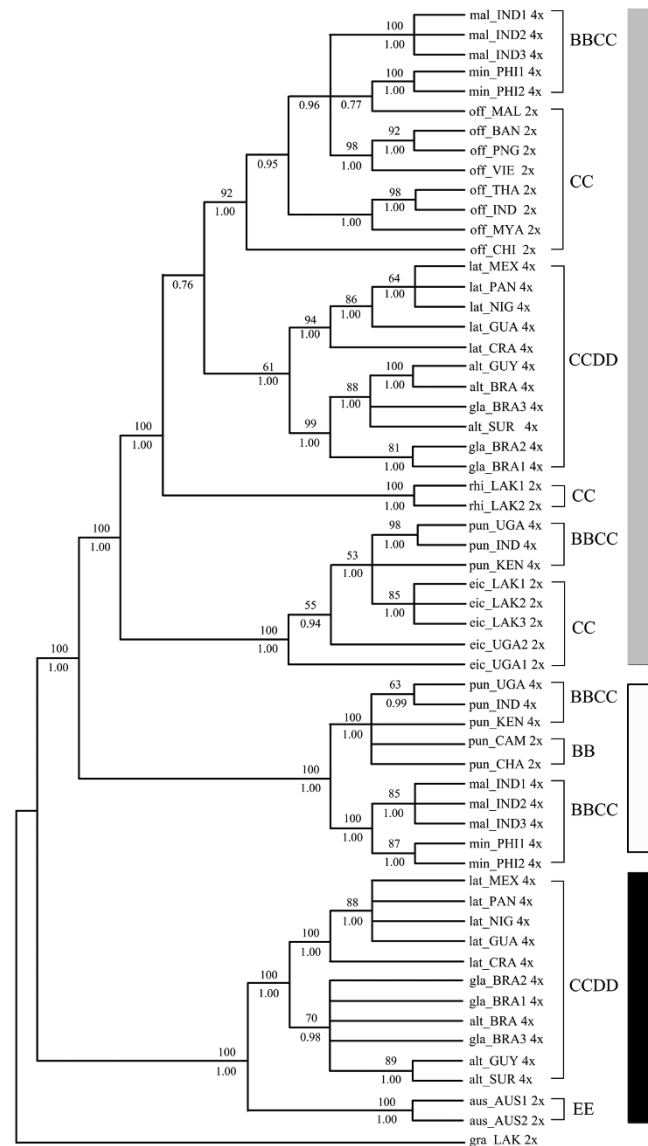 mal_IND1 4x
100
mal_IND2 4x
BBCC
1.00
mal_IND3 4x
min_PHI1 4x
100
1.00
min_PHI2 4x
0.96
0.77
off_MAL 2x
off_BAN 2x
92
1.00
off_PNG 2x
98
1.00
off_VIE 2x
0.95
CC
off_THA 2x
98
1.00
off_IND 2x
1.00
off_MYA 2x
92
1.00
off_CHI 2x
lat_MEX 4x
0.76
64
lat_PAN 4x
1.00
lat_NIG 4x
86
1.00
lat_GUA 4x
94
1.00
lat_CRA 4x
61
1.00
CCDD
alt_GUY 4x
100
1.00
alt_BRA 4x
88
1.00
gla_BRA3 4x
alt_SUR 4x
99
1.00
gla_BRA2 4x
81
1.00
gla_BRA1 4x
100
1.00
rhi_LAK1 2x
100
1.00
CC
rhi_LAK2 2x
pun_UGA 4x
98
1.00
pun_IND 4x
BBCC
100
1.00
53
1.00
pun_KEN 4x
eic_LAK1 2x
85
eic_LAK2 2x
1.00
55
0.94
eic_LAK3 2x
CC
100
1.00
eic_UGA2 2x
eic_UGA1 2x
100
1.00
pun_UGA 4x
63
0.99
pun_IND 4x
BBCC
100
1.00
pun_KEN 4x
pun_CAM 2x
BB
pun_CHA 2x
100
1.00
mal_IND1 4x
85
mal_IND2 4x
1.00
mal_IND3 4x
BBCC
100
1.00
min_PHI1 4x
87
1.00
min_PHI2 4x
lat_MEX 4x
lat_PAN 4x
88
1.00
lat_NIG 4x
lat_GUA 4x
100
1.00
lat_CRA 4x
gla_BRA2 4x
CCDD
100
1.00
gla_BRA1 4x
alt_BRA 4x
70
0.98
gla_BRA3 4x
alt_GUY 4x
89
1.00
alt_SUR 4x
100
1.00
aus_AUS1 2x
100
1.00
EE
aus_AUS2 2x
gra_LAK 2x